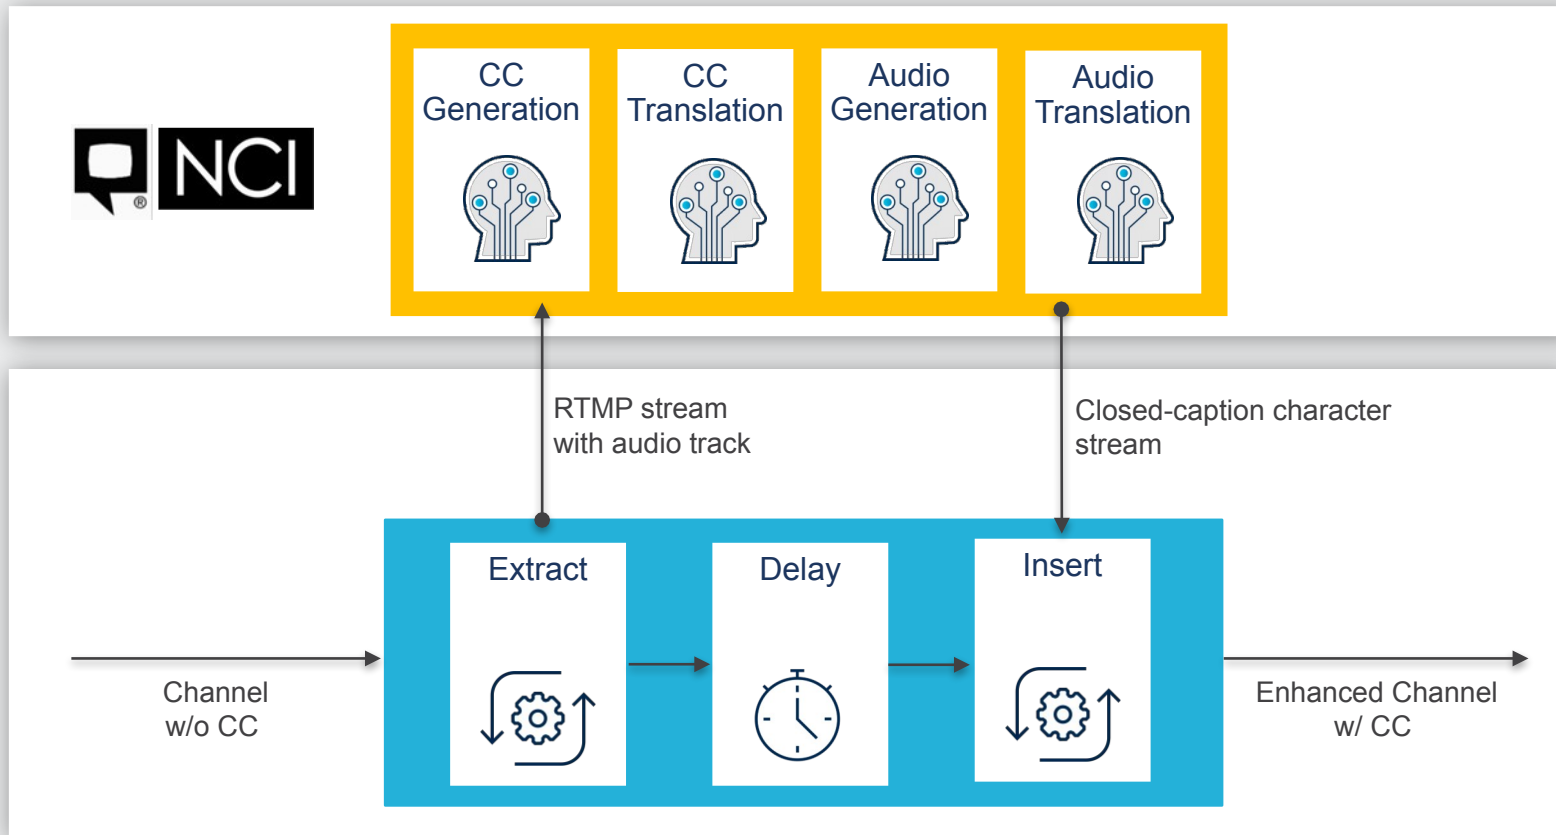 CC
Generation
CC
Translation
Audio
Generation
Audio
Translation
® NCI
RTMP stream
with audio track
Closed-caption character
stream
Extract
Delay
Insert
Channel
w/o CC
Enhanced Channel
w/ CC